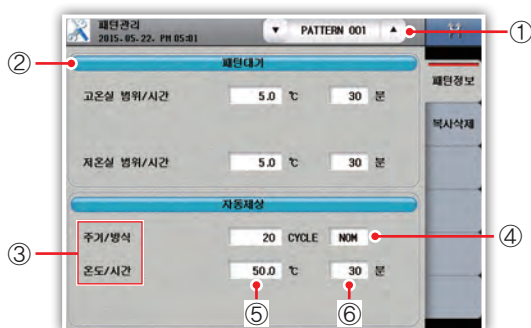 패턴관리
2015.05.22. PM 05:01
▼ PATTERN 001 ▲
①
②
패턴대기
패턴정보
고온실 범위/시간 5.0 ℃ 30 분
복사삭제
저온실 범위/시간 5.0 ℃ 30 분
자동제상
③
주기/방식 20 CYCLE NOM
④
온도/시간 50.0 ℃ 30 분
⑤ ⑥